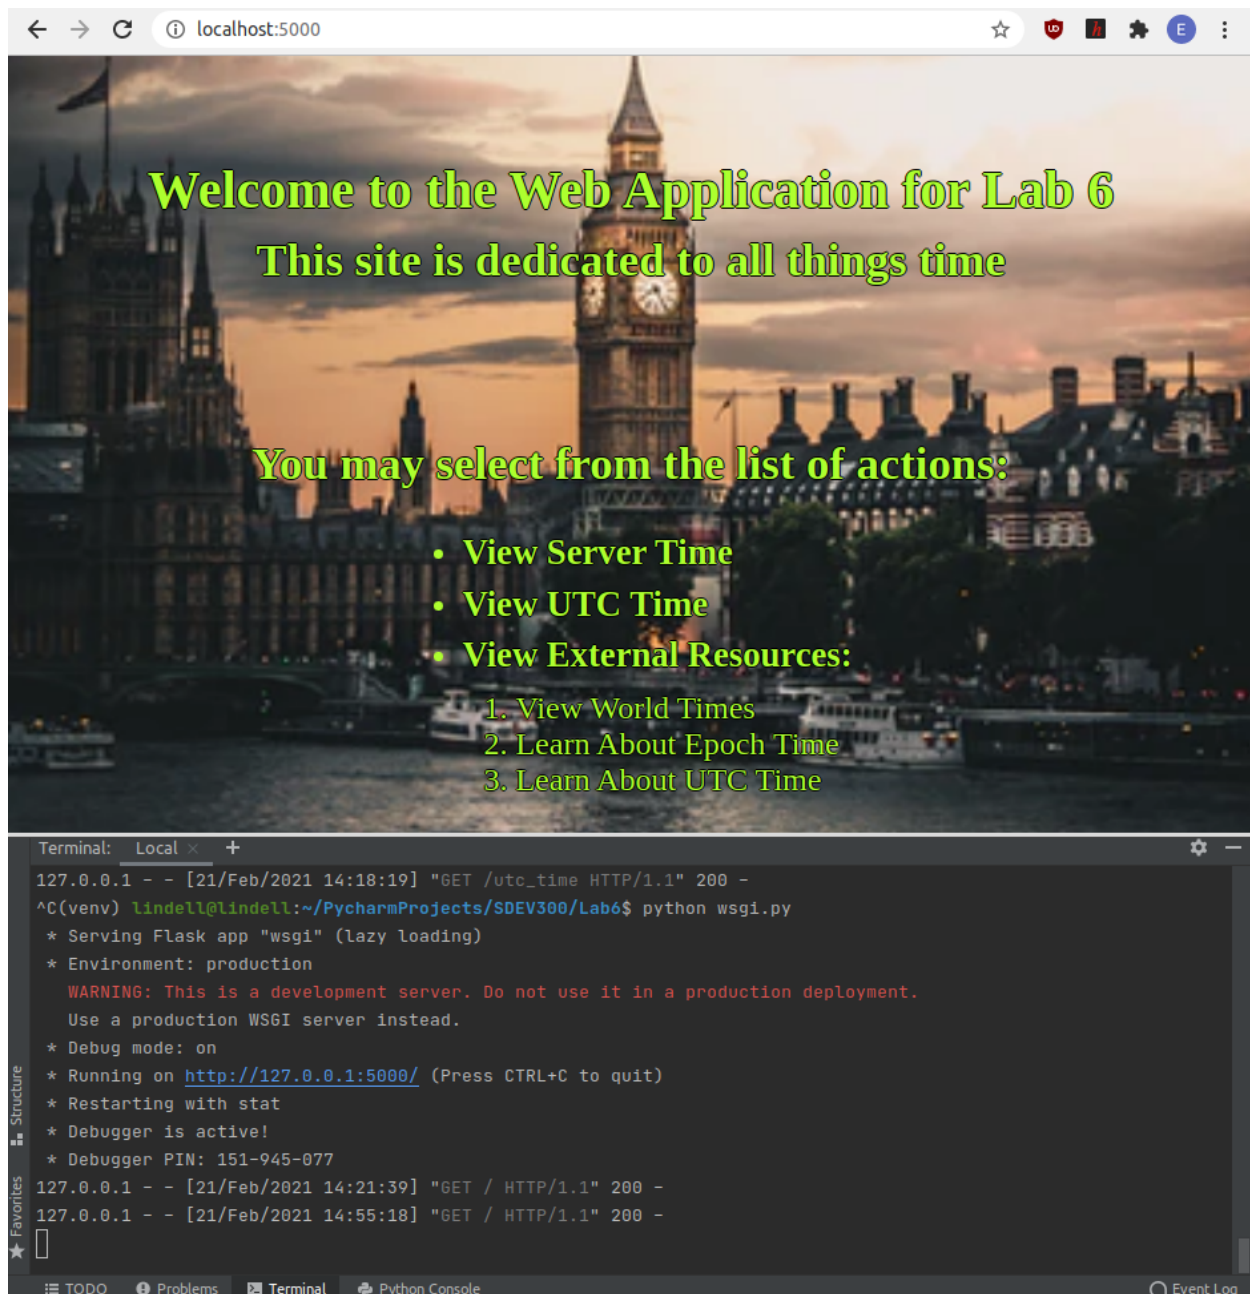 localhost:5000
E
Welcome to the Web Application for Lab 6
This site is dedicated to all things time
You may select from the list of actions:
• View Server Time
• View UTC Time
• View External Resources:
1. View World Times
2. Learn About Epoch Time
3. Learn About UTC Time
Terminal: Local × +
127.0.0.1 - - [21/Feb/2021 14:18:19] "GET /utc_time HTTP/1.1" 200 -
^C(venv) lindell@lindell:~/PycharmProjects/SDEV300/Lab6$ python wsgi.py
* Serving Flask app "wsgi" (lazy loading)
* Environment: production
WARNING: This is a development server. Do not use it in a production deployment.
Use a production WSGI server instead.
* Debug mode: on
* Running on http://127.0.0.1:5000/ (Press CTRL+C to quit)
* Restarting with stat
* Debugger is active!
* Debugger PIN: 151-945-077
127.0.0.1 - - [21/Feb/2021 14:21:39] "GET / HTTP/1.1" 200 -
127.0.0.1 - - [21/Feb/2021 14:55:18] "GET / HTTP/1.1" 200 -
Structure
Favorites
TODO Problems Terminal Python Console Event Log